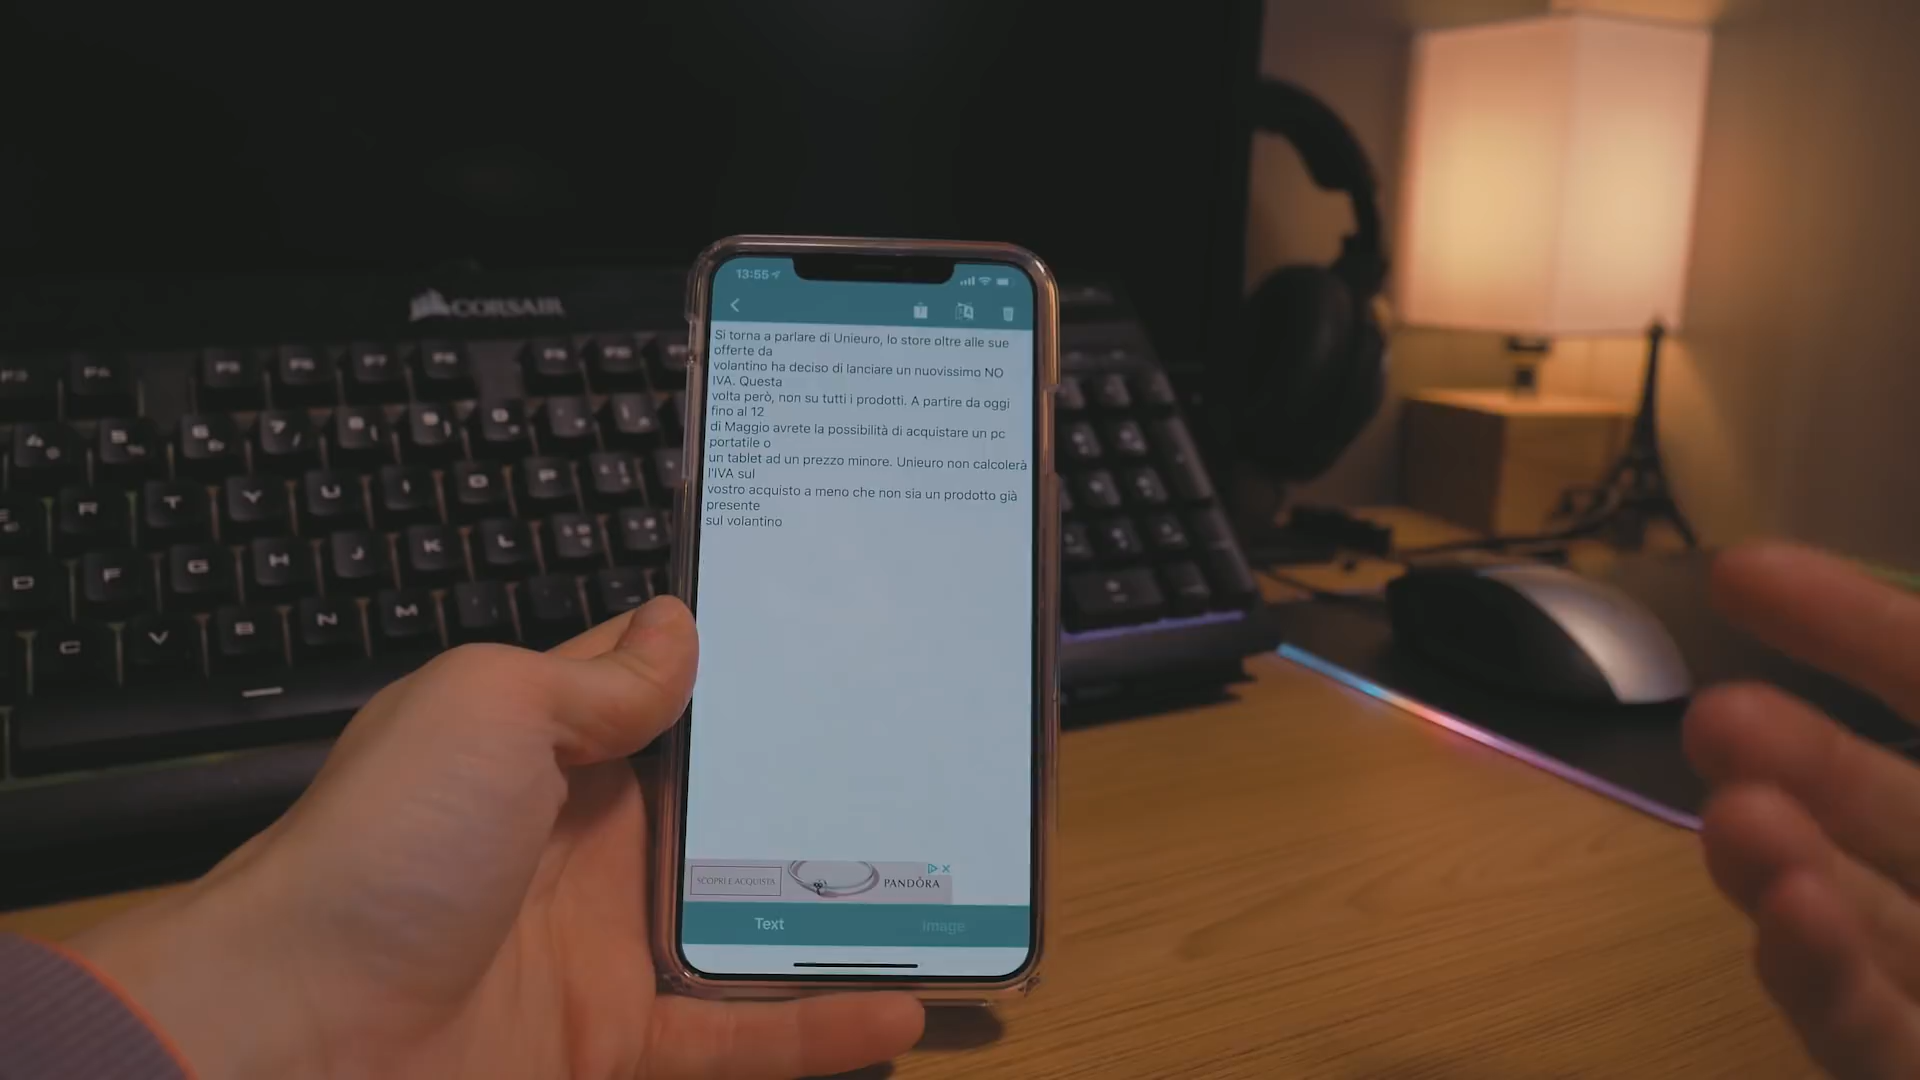 CORSAIR
13:55
Si torna a parlare di Unieuro, lo store oltre alle sue
offerte da
volantino ha deciso di lanciare un nuovissimo NO
IVA. Questa
volta però, non su tutti i prodotti. A partire da oggi
fino al 12
di Maggio avrete la possibilità di acquistare un pc
portatile o
un tablet ad un prezzo minore. Unieuro non calcolerà
l'IVA sul
vostro acquisto a meno che non sia un prodotto già
presente
sul volantino
SCOPRI E ACQUISTA
PANDÖRA
Text
Image
R T Y U I O P
D F G H J K L
C V B N M